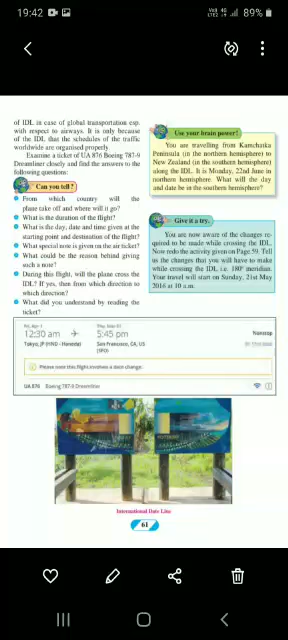 19:42
89%
of IDL in case of global transportation esp.
with respect to airways. It is only because
of the IDL that the schedules of the traffic
worldwide are organised properly.
Examine a ticket of UA 876 Boeing 787-9
Dreamliner closely and find the answers to the
following questions:
Can you tell?
From which country will the
plane take off and where will it go?
What is the duration of the flight?
What is the day, date and time given at the
starting point and destination of the flight?
What special note is given on the air ticket?
What could be the reason behind giving
such a note?
During this flight, will the plane cross the
IDL? If yes, then from which direction to
which direction?
What did you understand by reading the
ticket?
Use your brain power!
You are travelling from Kamchatka
Peninsula (in the northern hemisphere) to
New Zealand (in the southern hemisphere)
along the IDL. It is Monday, 22nd June in
northern hemisphere. What will the day
and date be in the southern hemisphere?
Give it a try.
You are now aware of the changes re-
quired to be made while crossing the IDL.
Now redo the activity given on Page 59. Tell
us the changes that you will have to make
while crossing the IDL i.e. 180° meridian.
Your travel will start on Sunday, 21st May
2016 at 10 a.m.
12:30 am
5:45 pm
Nonstop
Tokyo, JP (HND - Haneda)
San Francisco, CA, US
(SFO)
Please note this flight involves a date change.
UA 876 Boeing 787-9 Dreamliner
International Date Line
61